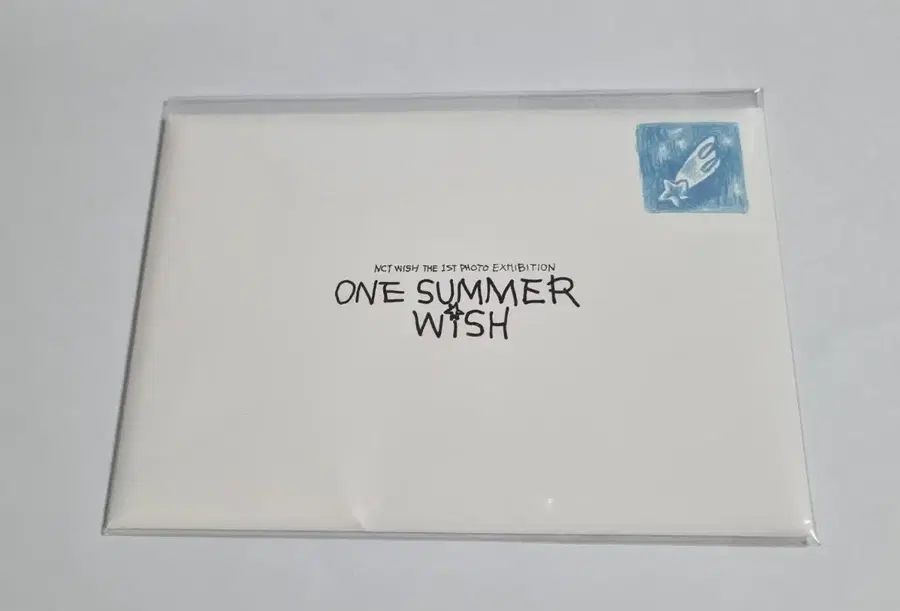 NCT WISH THE 1ST PHOTO EXHIBITION
ONE SUMMER
WISH